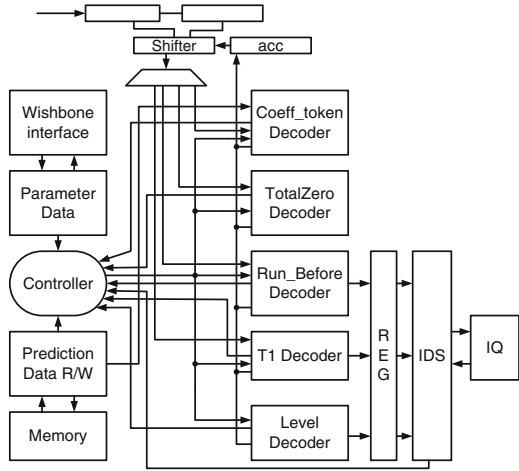 Shifter
acc
Wishbone
interface
Coeff_token
Decoder
Parameter
Data
TotalZero
Decoder
Controller
Run_Before
Decoder
R
E
G
IDS
IQ
Prediction
Data R/W
T1 Decoder
Memory
Level
Decoder